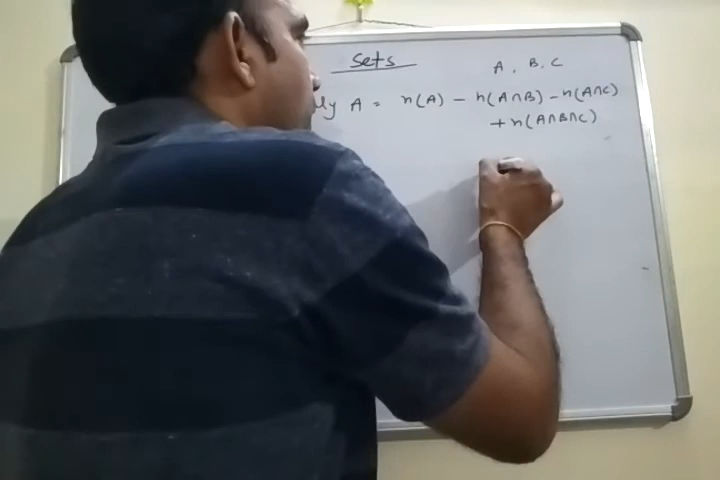 Sets
A, B, C
A = n(A) - n(A∩B) - n(A∩C)
+ n(A∩B∩C)